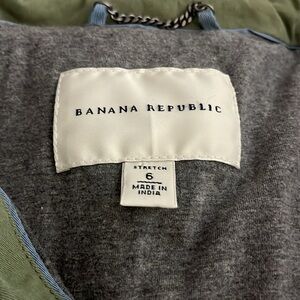 BANANA REPUBLIC
STRETCH
6
MADE IN
INDIA